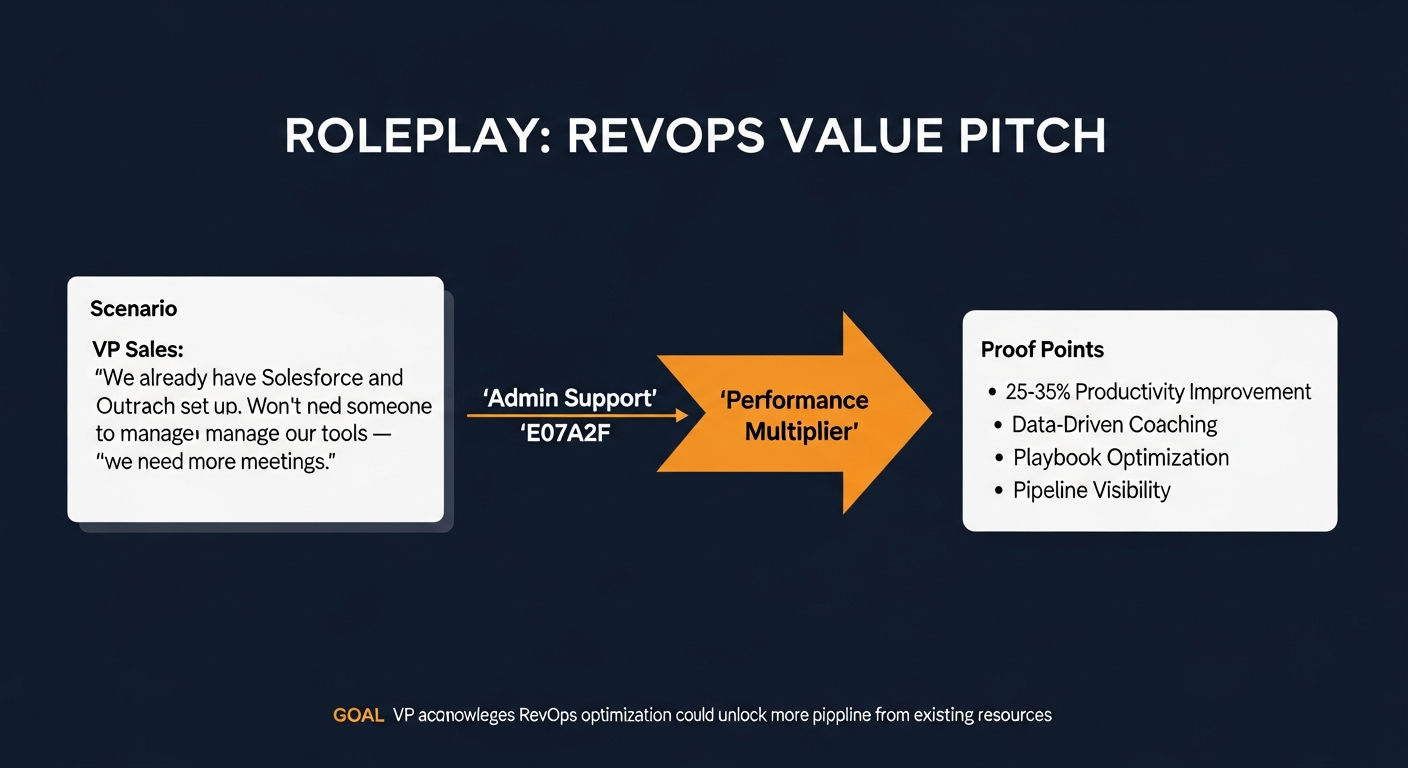 ROLEPLAY: REVOPS VALUE PITCH
Scenario
VP Sales:
“We already have Solesforce and
Outrach set up. Won't ned someone
to manageı manage our tools —
“we need more meetings.”
‘Admin Support’
‘E07A2F
‘Performance
Multiplier’
Proof Points
• 25-35% Productivity Improvement
• Data-Driven Coaching
• Playbook Optimization
• Pipeline Visibility
GOAL VP aconowleges RevOps optimization could unlock more pippline from existing resources